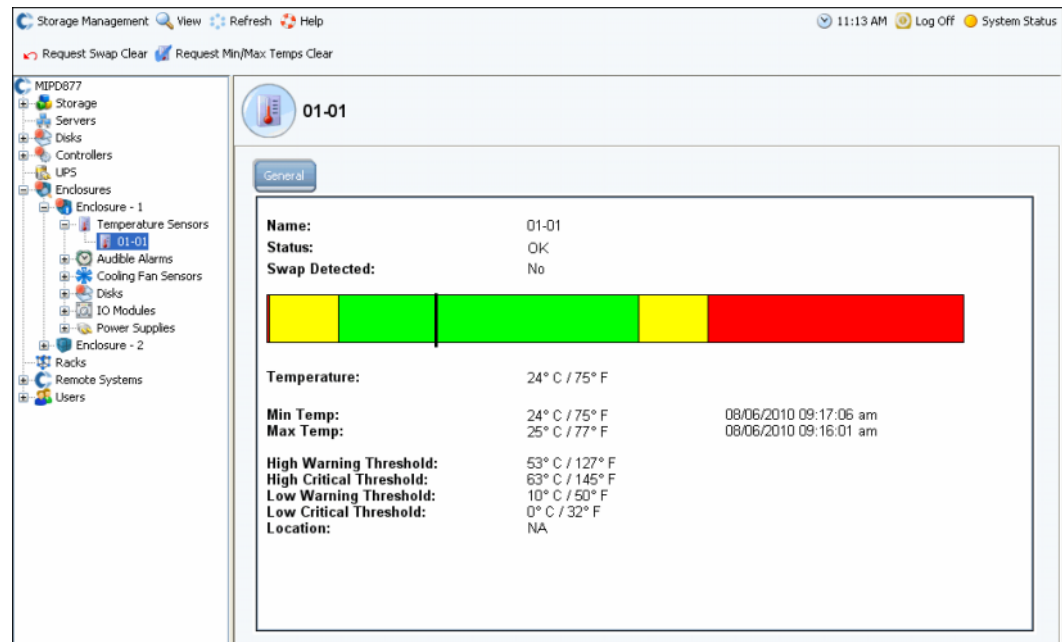 Storage Management View Refresh Help 11:13 AM Log Off System Status
Request Swap Clear Request Min/Max Temps Clear
MIPD877
Storage
Servers
Disks
Controllers
UPS
Enclosures
Enclosure - 1
Temperature Sensors
01-01
Audible Alarms
Cooling Fan Sensors
Disks
IO Modules
Power Supplies
Enclosure - 2
Racks
Remote Systems
Users
01-01
General
Name: 01-01
Status: OK
Swap Detected: No
Temperature: 24° C / 75° F
Min Temp: 24° C / 75° F 08/06/2010 09:17:06 am
Max Temp: 25° C / 77° F 08/06/2010 09:16:01 am
High Warning Threshold: 53° C / 127° F
High Critical Threshold: 63° C / 145° F
Low Warning Threshold: 10° C / 50° F
Low Critical Threshold: 0° C / 32° F
Location: NA